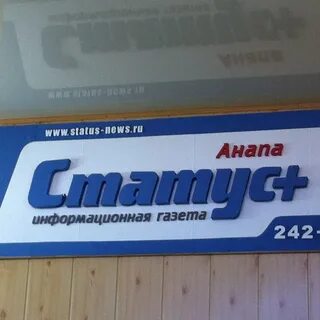 www.status-news.ru
Анапа
Статус+
информационная газета
242-